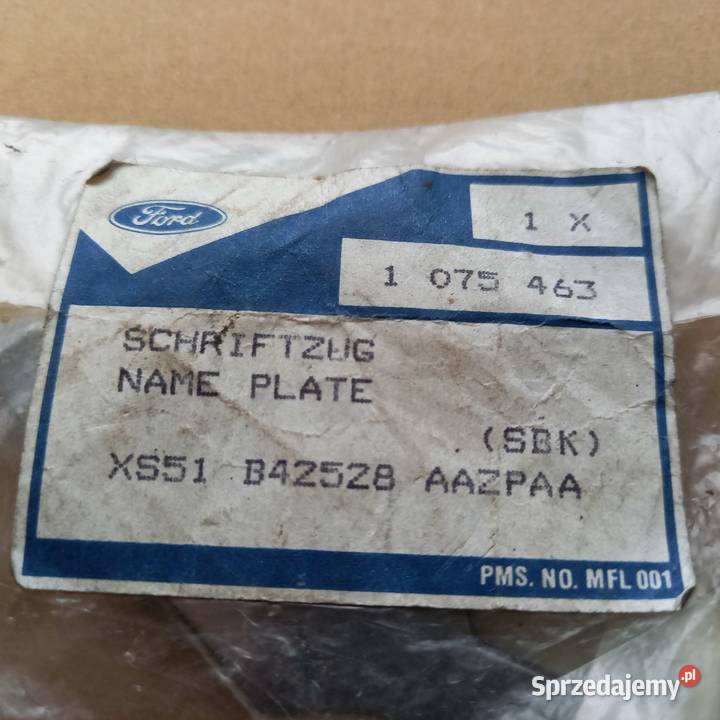 Ford
1 X
1 075 463
SCHRIFTZUG
NAME PLATE
(SBK)
XS51 B42528 AAZPAA
PMS. NO. MFL 001
Sprzedajemy.pl